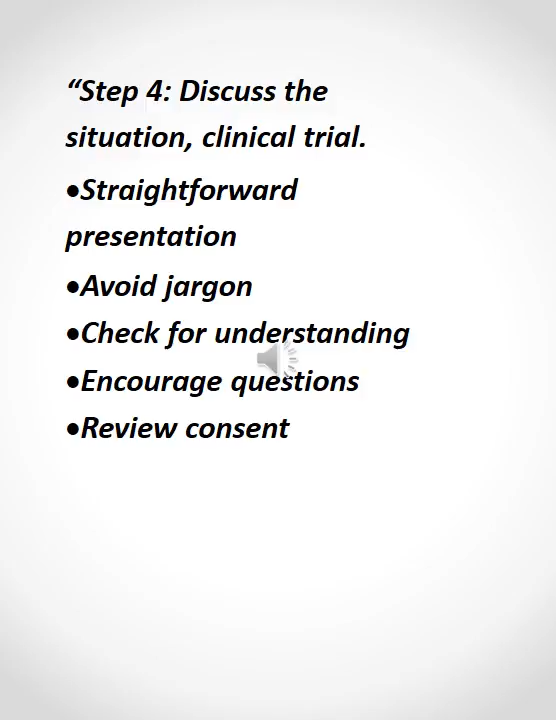 “Step 4: Discuss the
situation, clinical trial.
•Straightforward
presentation
•Avoid jargon
•Check for understanding
•Encourage questions
•Review consent